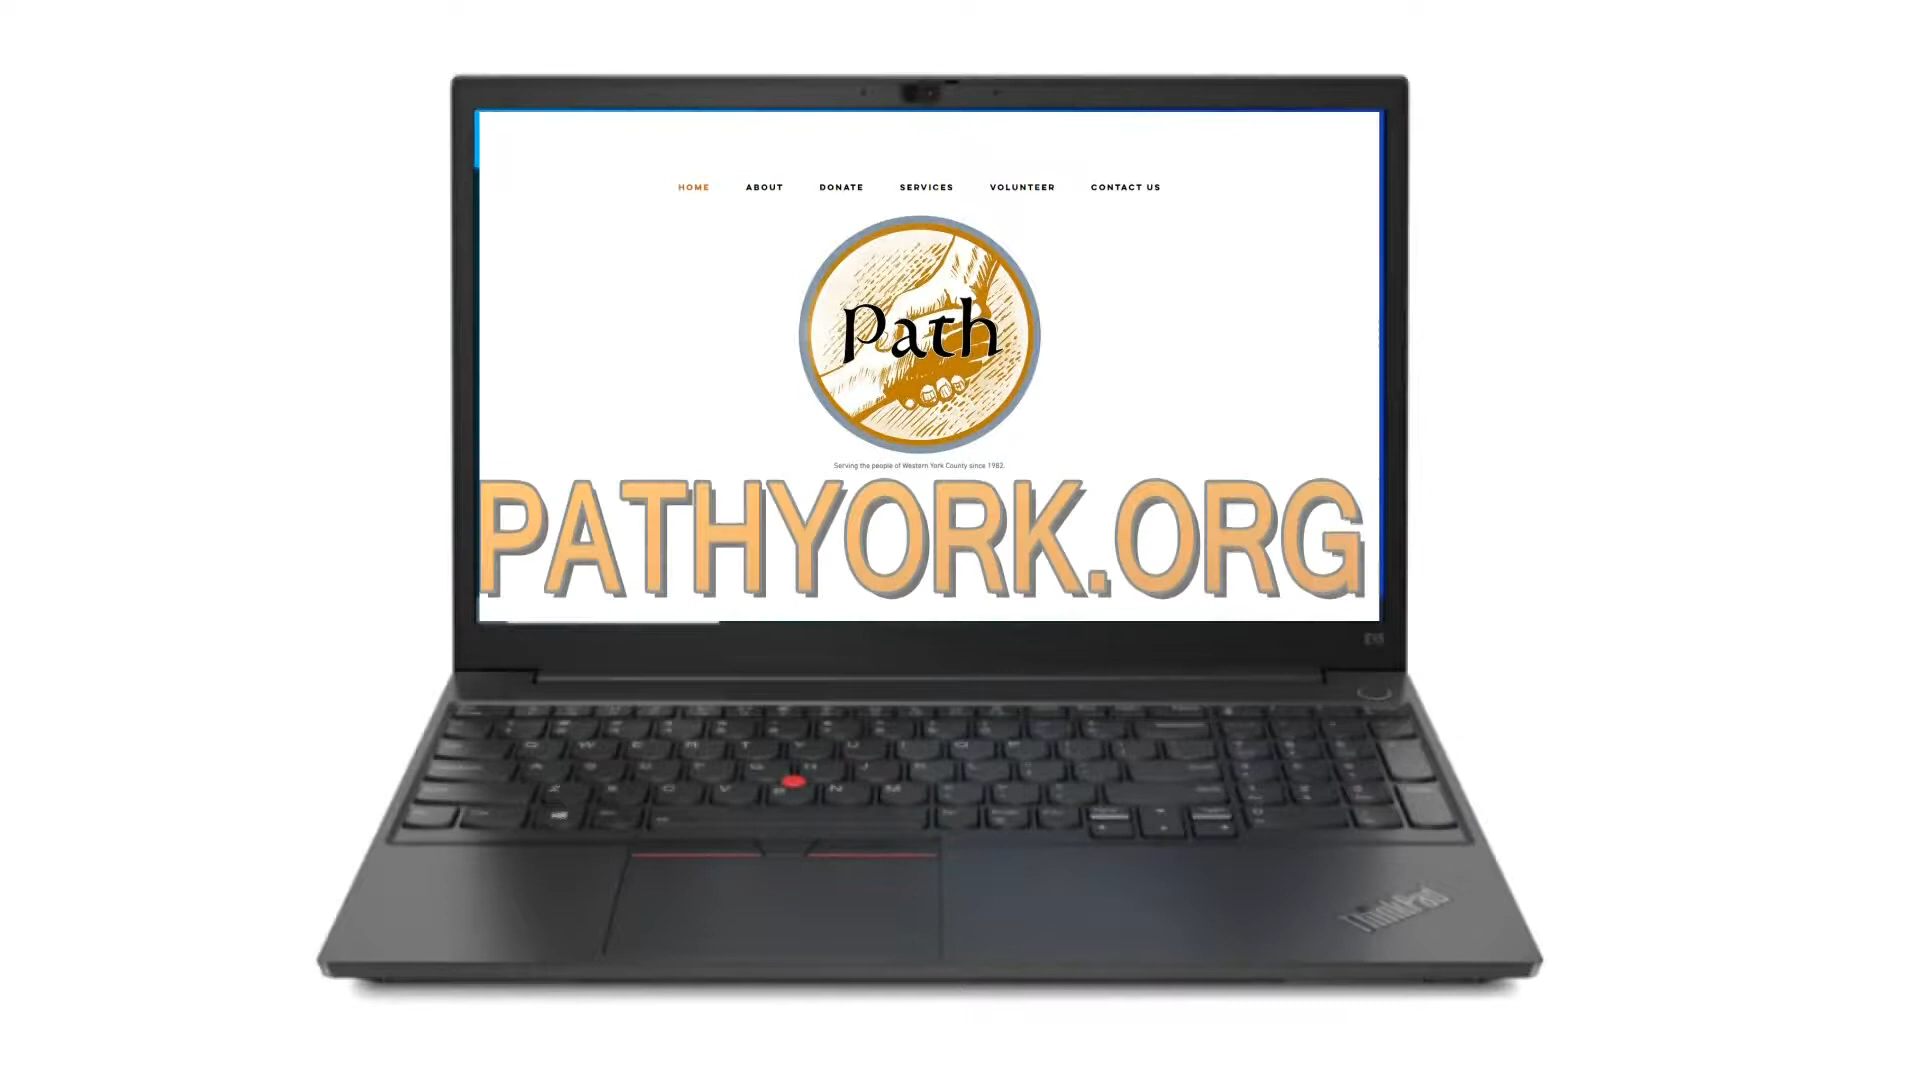 HOME ABOUT DONATE SERVICES VOLUNTEER CONTACT US
Path
Serving the people of Western York County since 1982.
PATHYORK.ORG
ThinkPad